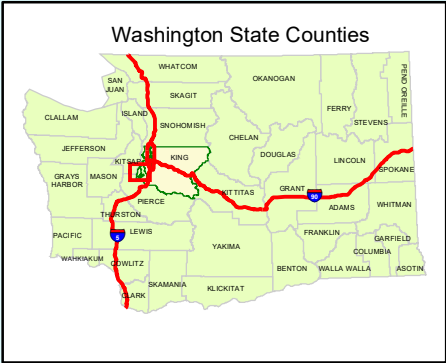 Washington State Counties
WHATCOM
SAN
JUAN
SKAGIT
OKANOGAN
PEND OREILLE
FERRY
STEVENS
ISLAND
CLALLAM
SNOHOMISH
CHELAN
JEFFERSON
DOUGLAS
KITSAP
KING
LINCOLN
SPOKANE
GRAYS
HARBOR
MASON
KITTITAS
GRANT
90
PIERCE
ADAMS
WHITMAN
THURSTON
PACIFIC
5
LEWIS
FRANKLIN
GARFIELD
YAKIMA
COLUMBIA
WAHKIAKUM
COWLITZ
BENTON
WALLA WALLA
ASOTIN
SKAMANIA
KLICKITAT
CLARK